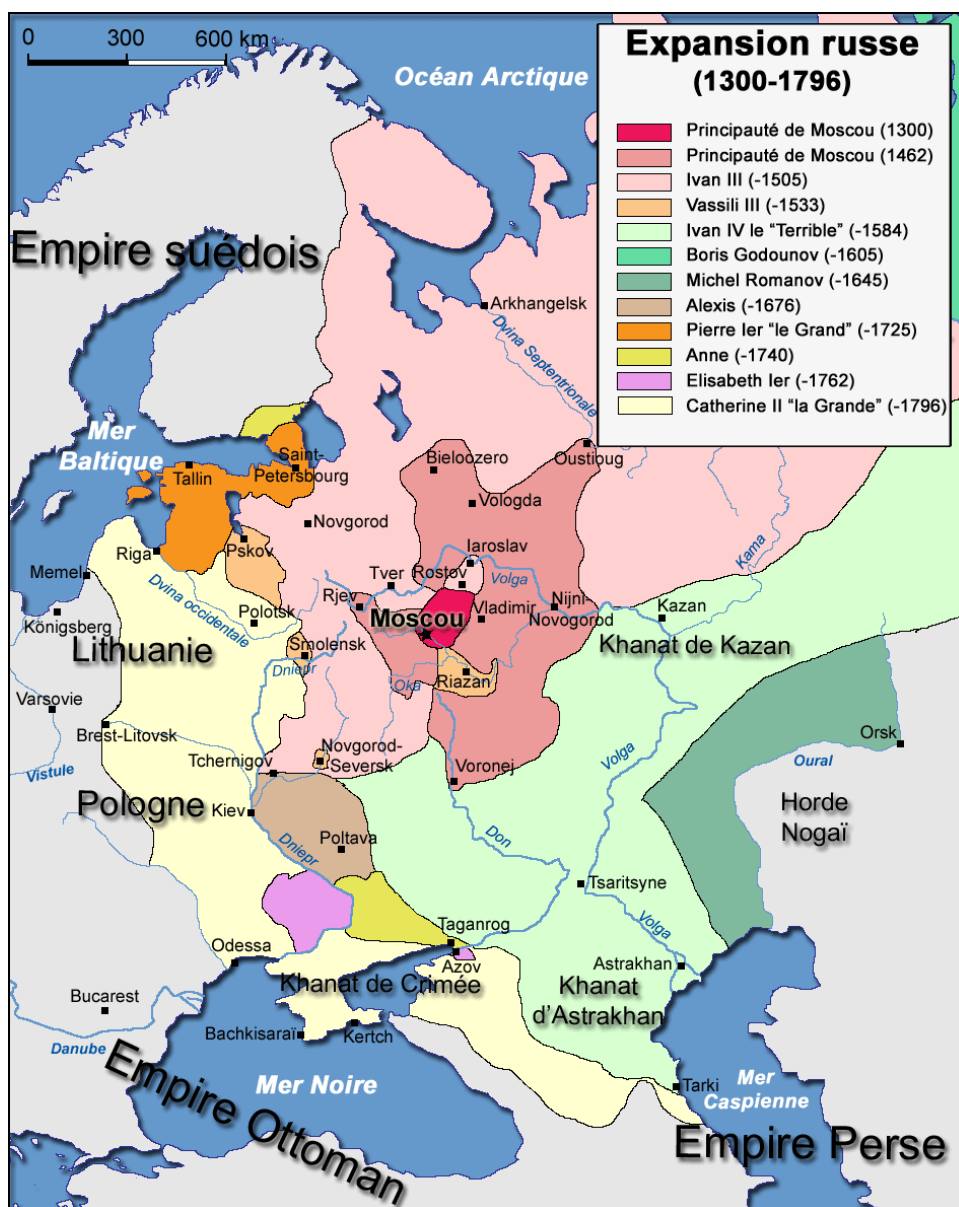 0 300 600 km
Océan Arctique
Expansion russe
(1300-1796)
Principauté de Moscou (1300)
Principauté de Moscou (1462)
Ivan III (-1505)
Vassili III (-1533)
Ivan IV le “Terrible” (-1584)
Boris Godounov (-1605)
Michel Romanov (-1645)
Alexis (-1676)
Pierre Ier “le Grand” (-1725)
Anne (-1740)
Elisabeth Ier (-1762)
Catherine II “la Grande” (-1796)
Empire suédois
Arkhangelsk
Dvina Septentrionale
Mer
Baltique
Saint-
Petersbourg
Tallin
Bieloozero
Oustioug
Vologda
Novgorod
Pskov
Riga
Iaroslav
Kama
Memel
Tver
Rostov
Volga
Dvina occidentale
Rjev
Nijni-
Novogorod
Kazan
Königsberg
Polotsk
Moscou
Vladimir
Lithuanie
Smolensk
Khanat de Kazan
Dniepr
Oka
Riazan
Varsovie
Brest-Litovsk
Orsk
Novgorod-
Seversk
Volga
Oural
Vistule
Tchernigov
Voronej
Pologne
Kiev
Horde
Nogaï
Dniepr
Poltava
Don
Tsaritsyne
Volga
Taganrog
Odessa
Azov
Astrakhan
Khanat de Crimée
Khanat
d’Astrakhan
Bucarest
Bachkisaraï
Kertch
Danube
Mer Noire
Tarki
Mer
Caspienne
Empire Ottoman
Empire Perse